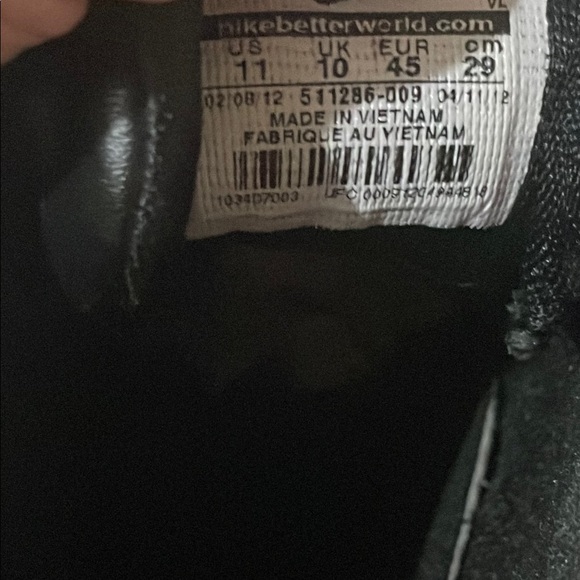 VL
nikebetterworld.com
US UK EUR cm
11 10 45 29
02/08/12 511286-009 04/11/12
MADE IN VIETNAM
FABRIQUE AU VIETNAM